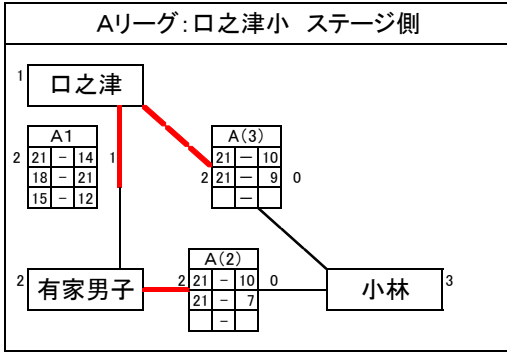 Aリーグ：口之津小　ステージ側
1 口之津
A1
2 21 － 14 1
18 － 21
15 － 12
A(3)
21 － 10
2 21 － 9 0
－
A(2)
2 有家男子
2 21 － 10 0
21 － 7
－
小林 3